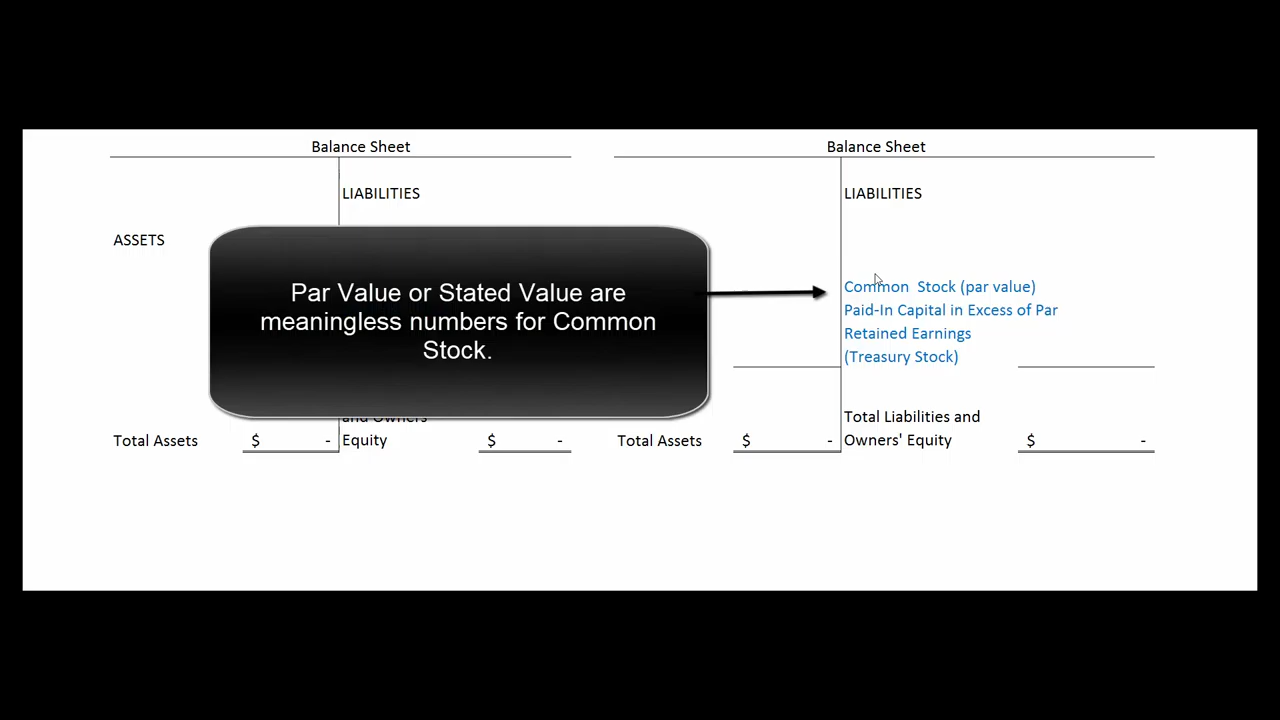 Balance Sheet
LIABILITIES
ASSETS
Par Value or Stated Value are
meaningless numbers for Common
Stock.
and Owners
Total Assets $ - Equity $ -
Balance Sheet
LIABILITIES
Common Stock (par value)
Paid-In Capital in Excess of Par
Retained Earnings
(Treasury Stock)
Total Liabilities and
Total Assets $ - Owners' Equity $ -